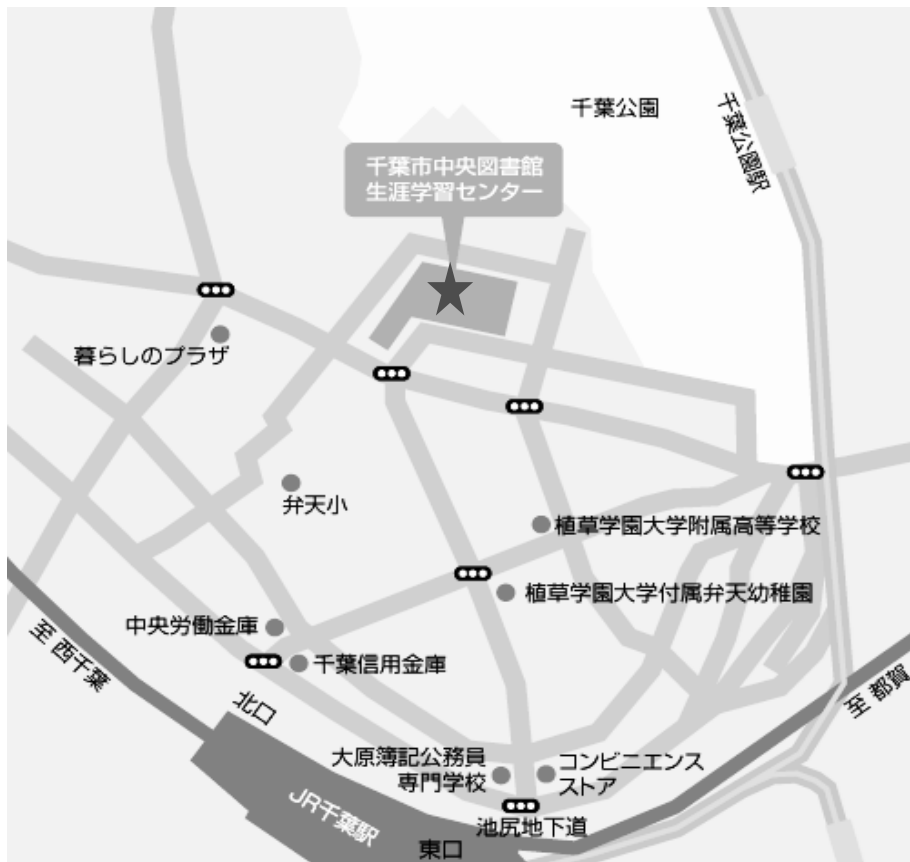 千葉公園
千葉公園駅
千葉市中央図書館
生涯学習センター
暮らしのプラザ
弁天小
植草学園大学附属高等学校
植草学園大学付属弁天幼稚園
中央労働金庫
千葉信用金庫
至 西千葉
至 都賀
北口
大原簿記公務員
専門学校
コンビニエンス
ストア
JR千葉駅
池尻地下道
東口